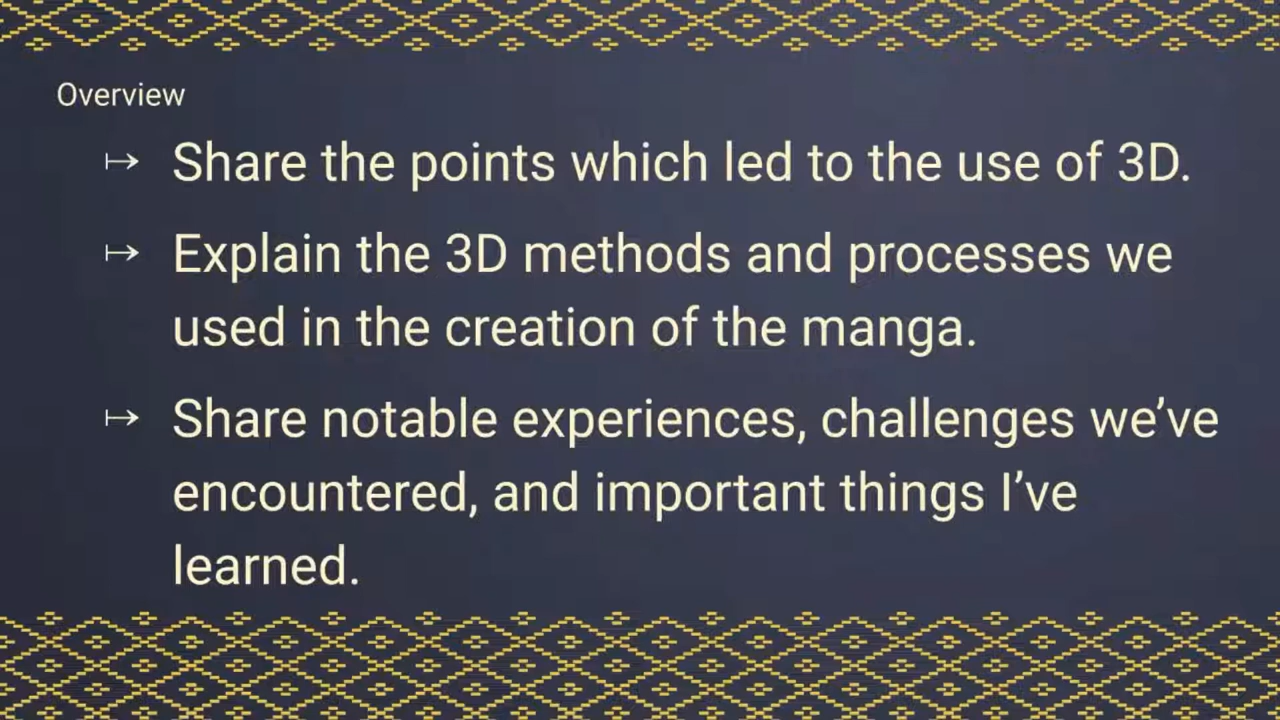 Overview
↦ Share the points which led to the use of 3D.
↦ Explain the 3D methods and processes we
used in the creation of the manga.
↦ Share notable experiences, challenges we’ve
encountered, and important things I’ve
learned.